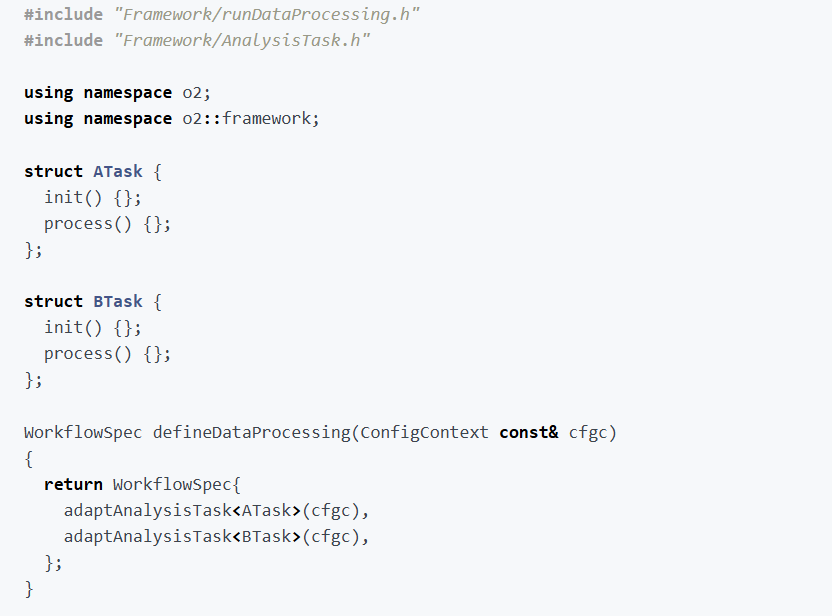 #include "Framework/runDataProcessing.h"
#include "Framework/AnalysisTask.h"

using namespace o2;
using namespace o2::framework;

struct ATask {
  init() {};
  process() {};
};

struct BTask {
  init() {};
  process() {};
};

WorkflowSpec defineDataProcessing(ConfigContext const& cfgc)
{
  return WorkflowSpec{
    adaptAnalysisTask<ATask>(cfgc),
    adaptAnalysisTask<BTask>(cfgc),
  };
}